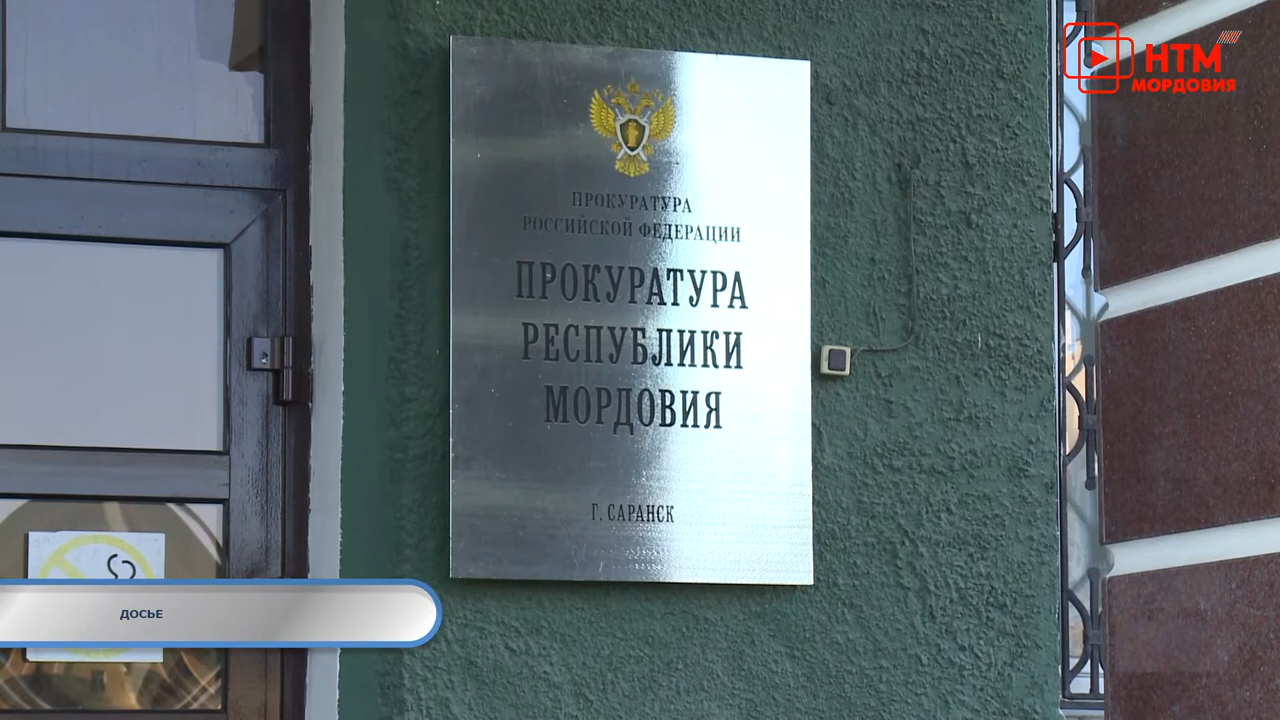 НТМ
МОРДОВИЯ
ПРОКУРАТУРА
РОССИЙСКОЙ ФЕДЕРАЦИИ
ПРОКУРАТУРА
РЕСПУБЛИКИ
МОРДОВИЯ
Г. САРАНСК
ДОСЬЕ